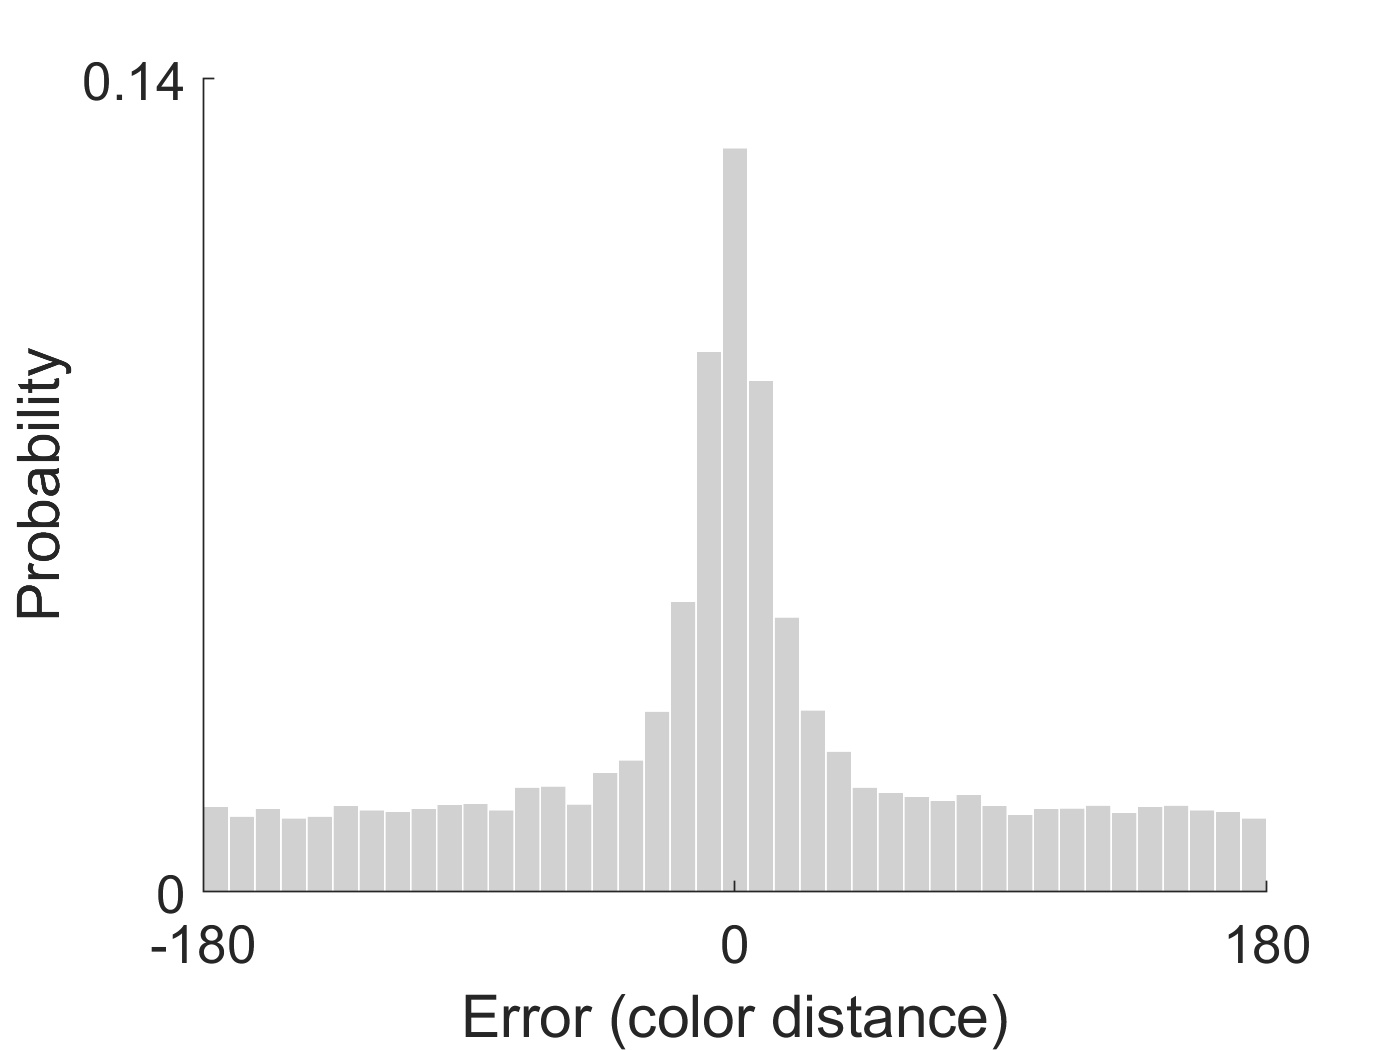 0.14
Probability
0
-180 0 180
Error (color distance)